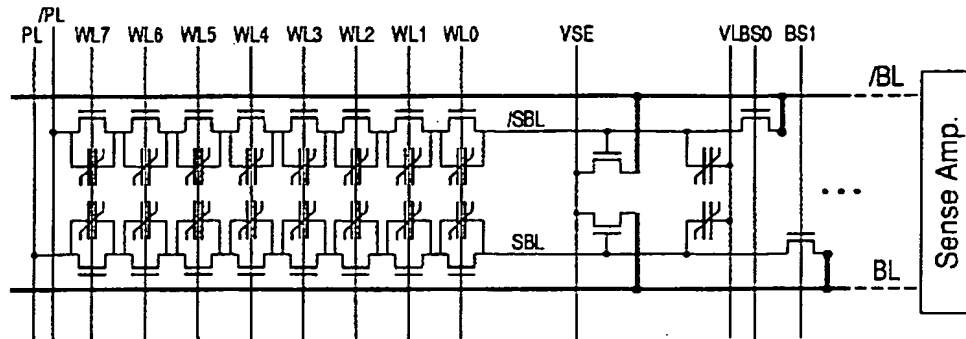 /PL
PL WL7 WL6 WL5 WL4 WL3 WL2 WL1 WL0 VSE VLBS0 BS1
/BL
/SBL
SBL
BL
Sense Amp.